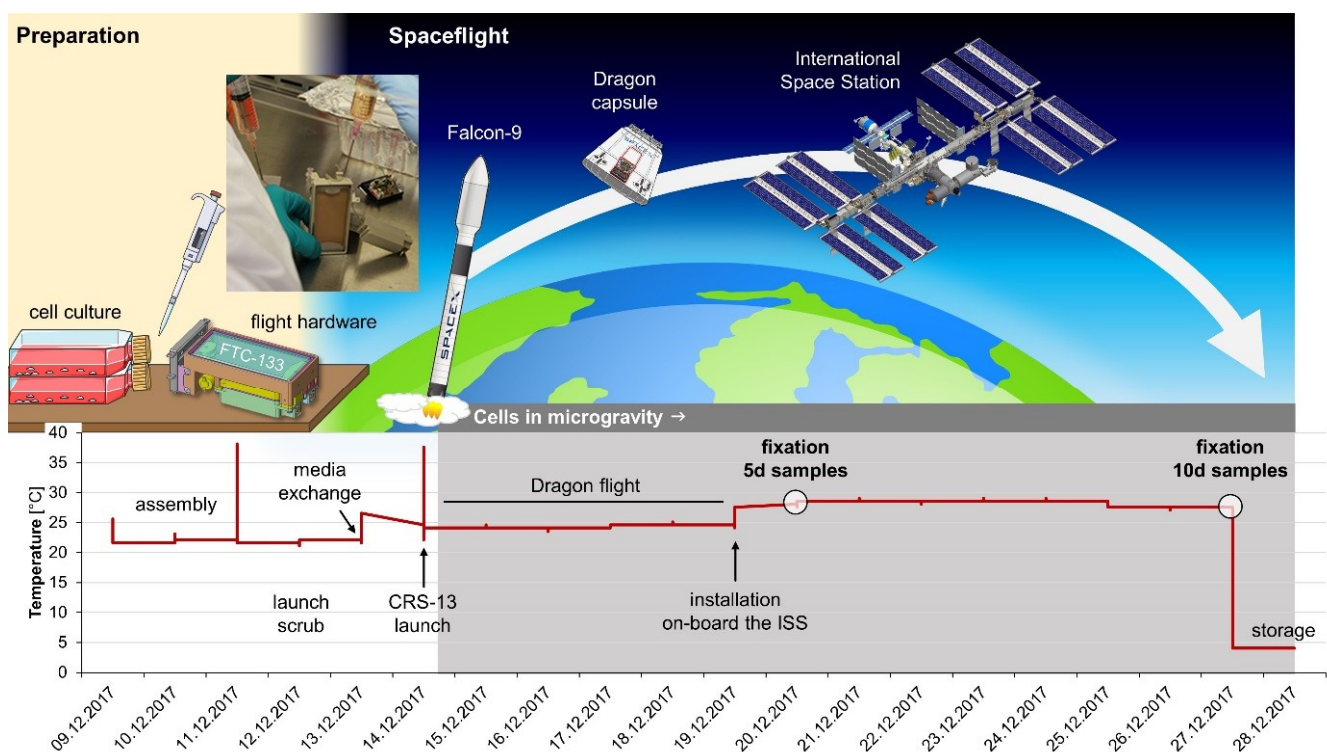 Preparation
Spaceflight
International
Space Station
Dragon
capsule
Falcon-9
cell culture
flight hardware
FTC-133
SPACEX
SPACEX
Cells in microgravity →
Temperature [°C]
40
35
30
25
20
15
10
5
0
assembly
media
exchange
launch
scrub
CRS-13
launch
Dragon flight
installation
on-board the ISS
fixation
5d samples
fixation
10d samples
storage
09.12.2017
10.12.2017
11.12.2017
12.12.2017
13.12.2017
14.12.2017
15.12.2017
16.12.2017
17.12.2017
18.12.2017
19.12.2017
20.12.2017
21.12.2017
22.12.2017
23.12.2017
24.12.2017
25.12.2017
26.12.2017
27.12.2017
28.12.2017